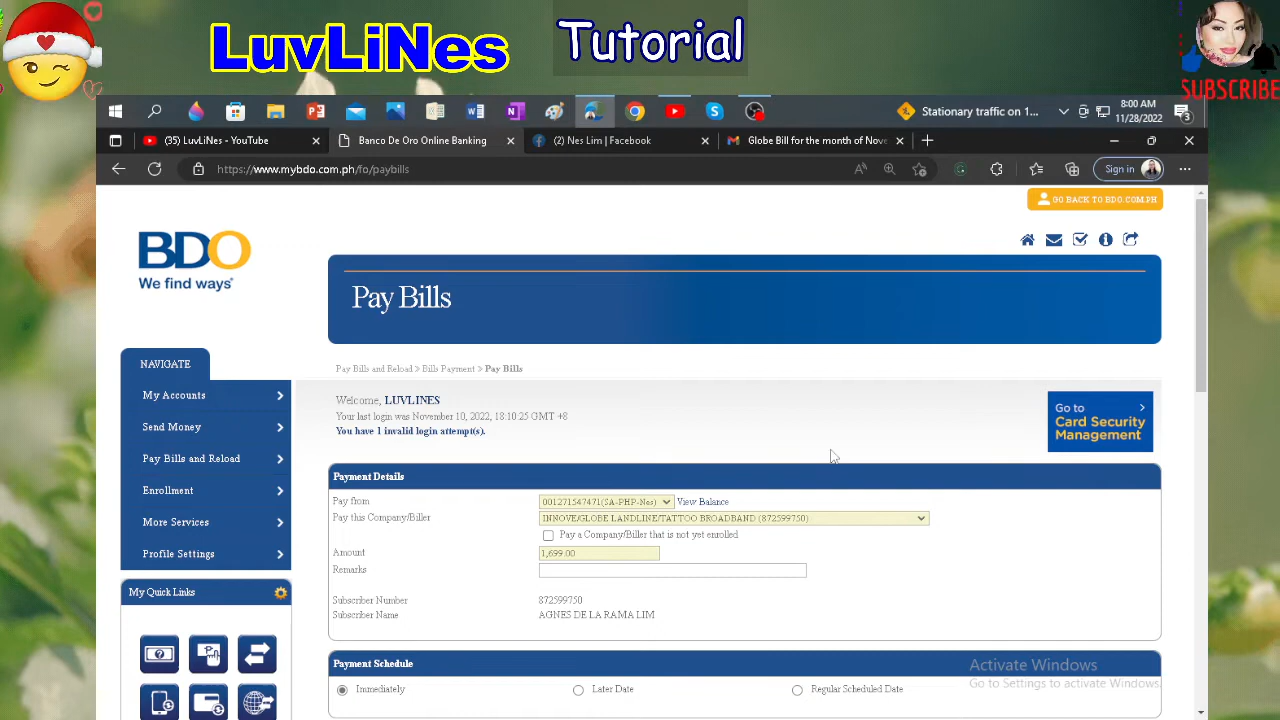 LuvLiNes
Tutorial
SUBSCRIBE
Stationary traffic on 1...
8:00 AM
11/28/2022
3
(35) LuvLiNes - YouTube
Banco De Oro Online Banking
(2) Nes Lim | Facebook
Globe Bill for the month of Nove
https://www.mybdo.com.ph/fo/paybills
Sign in
GO BACK TO BDO.COM.PH
BDO
We find ways®
Pay Bills
NAVIGATE
My Accounts
Send Money
Pay Bills and Reload
Enrollment
More Services
Profile Settings
My Quick Links
Pay Bills and Reload > Bills Payment > Pay Bills
Welcome, LUVLINES
Your last login was November 10, 2022, 18:10:25 GMT +8
You have 1 invalid login attempt(s).
Go to
Card Security
Management
Payment Details
Pay from 001271547471(SA-PHP-Nes) View Balance
Pay this Company/Biller INNOVE/GLOBE LANDLINE/TATTOO BROADBAND (872599750)
Pay a Company/Biller that is not yet enrolled
Amount 1,699.00
Remarks
Subscriber Number 872599750
Subscriber Name AGNES DE LA RAMA LIM
Payment Schedule
Immediately Later Date Regular Scheduled Date
Activate Windows
Go to Settings to activate Windows.